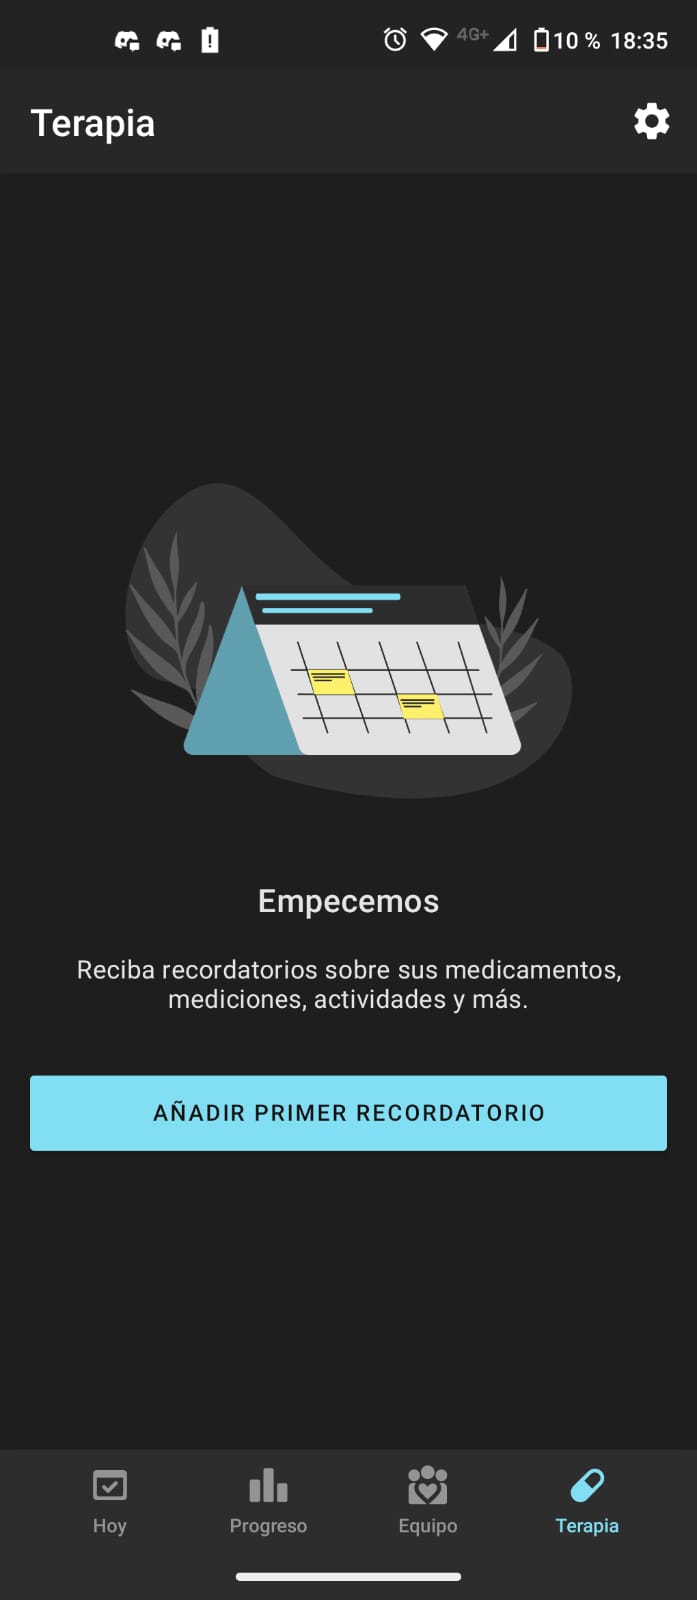 4G+ 10 % 18:35
Terapia
Empecemos
Reciba recordatorios sobre sus medicamentos,
mediciones, actividades y más.
AÑADIR PRIMER RECORDATORIO
Hoy Progreso Equipo Terapia